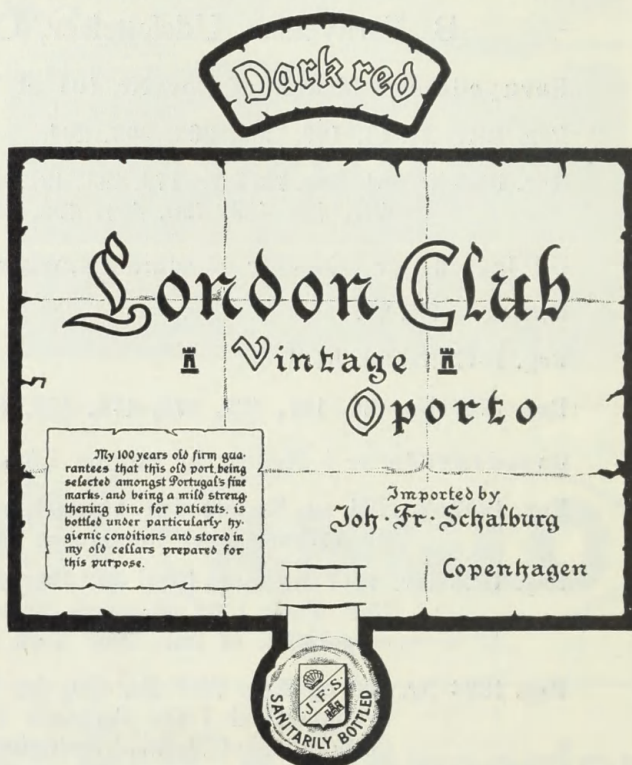 Dark red
London Club
Vintage
Oporto
My 100 years old firm gua-
rantees that this old port, being
selected amongst Portugal's fine
marks, and being a mild streng-
thening wine for patients, is
bottled under particularly hy-
gienic conditions and stored in
my old cellars prepared for
this purpose.
Imported by
Joh · Fr · Schalburg
Copenhagen
J · F · S ·
SANITARILY BOTTLED